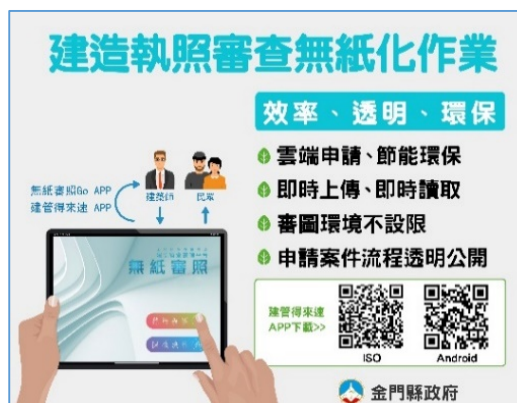 建造執照審查無紙化作業
效率、透明、環保
雲端申請、節能環保
即時上傳、即時讀取
審圖環境不設限
申請案件流程透明公開
無紙審照Go APP
建管得來速 APP
建築師
民眾
無紙審照
建管得來速
APP下載>>
ISO
Android
金門縣政府